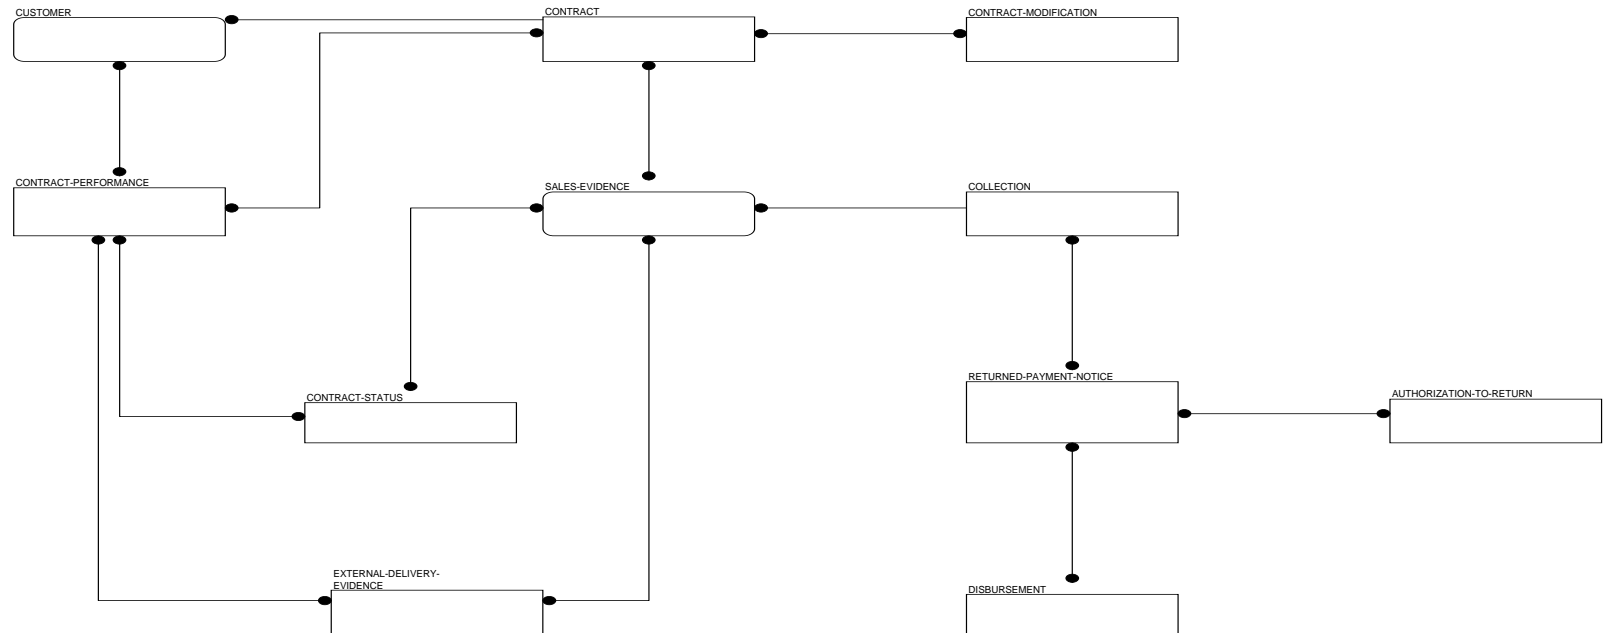 CUSTOMER
CONTRACT
CONTRACT-MODIFICATION
CONTRACT-PERFORMANCE
SALES-EVIDENCE
COLLECTION
RETURNED-PAYMENT-NOTICE
CONTRACT-STATUS
AUTHORIZATION-TO-RETURN
EXTERNAL-DELIVERY-
EVIDENCE
DISBURSEMENT